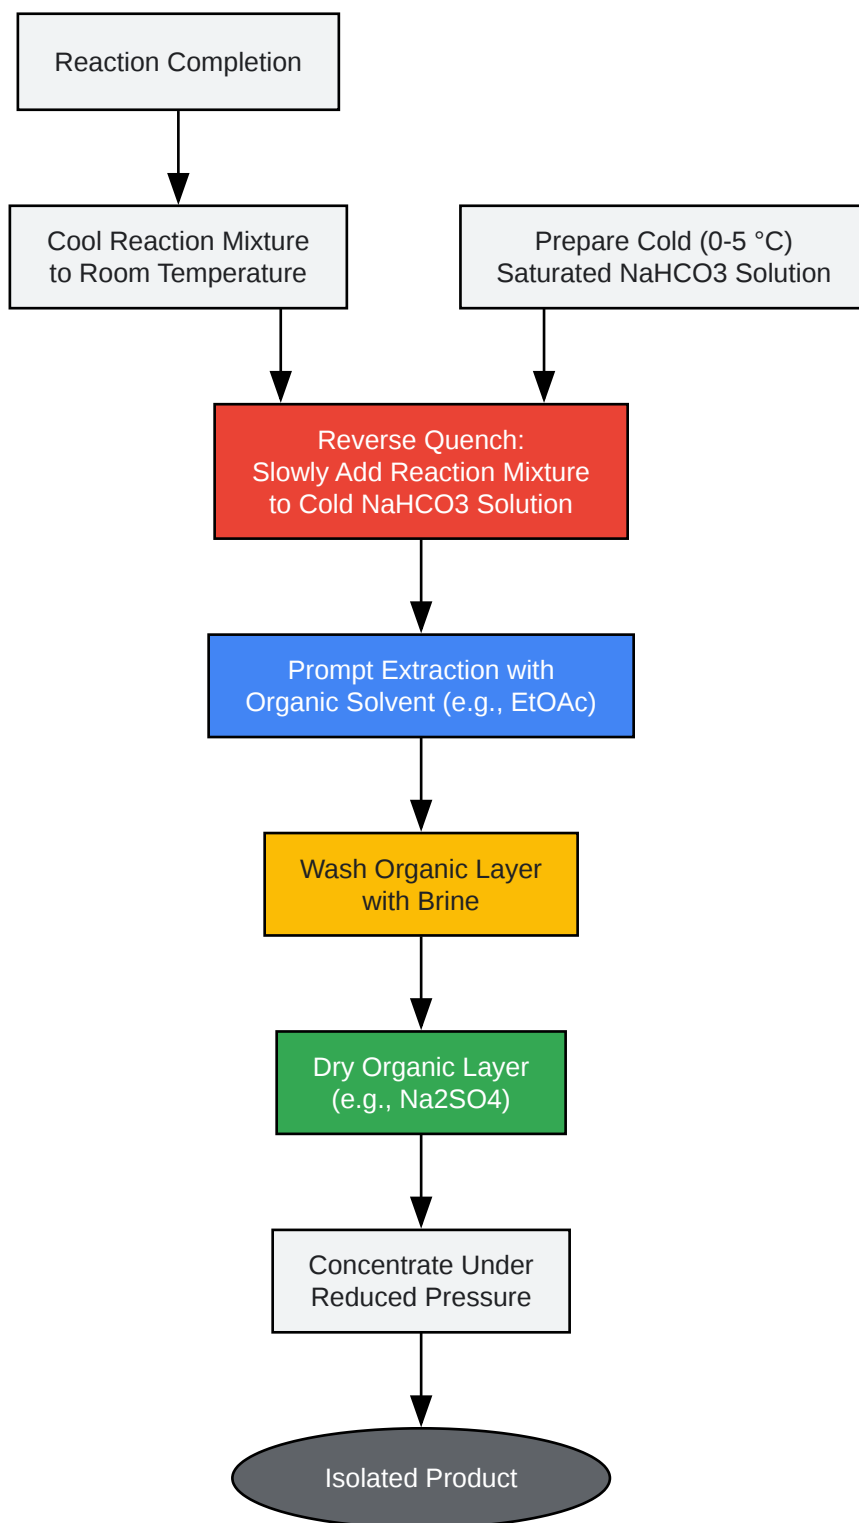 Reaction Completion
Cool Reaction Mixture
to Room Temperature
Prepare Cold (0-5 °C)
Saturated NaHCO3 Solution
Reverse Quench:
Slowly Add Reaction Mixture
to Cold NaHCO3 Solution
Prompt Extraction with
Organic Solvent (e.g., EtOAc)
Wash Organic Layer
with Brine
Dry Organic Layer
(e.g., Na2SO4)
Concentrate Under
Reduced Pressure
Isolated Product